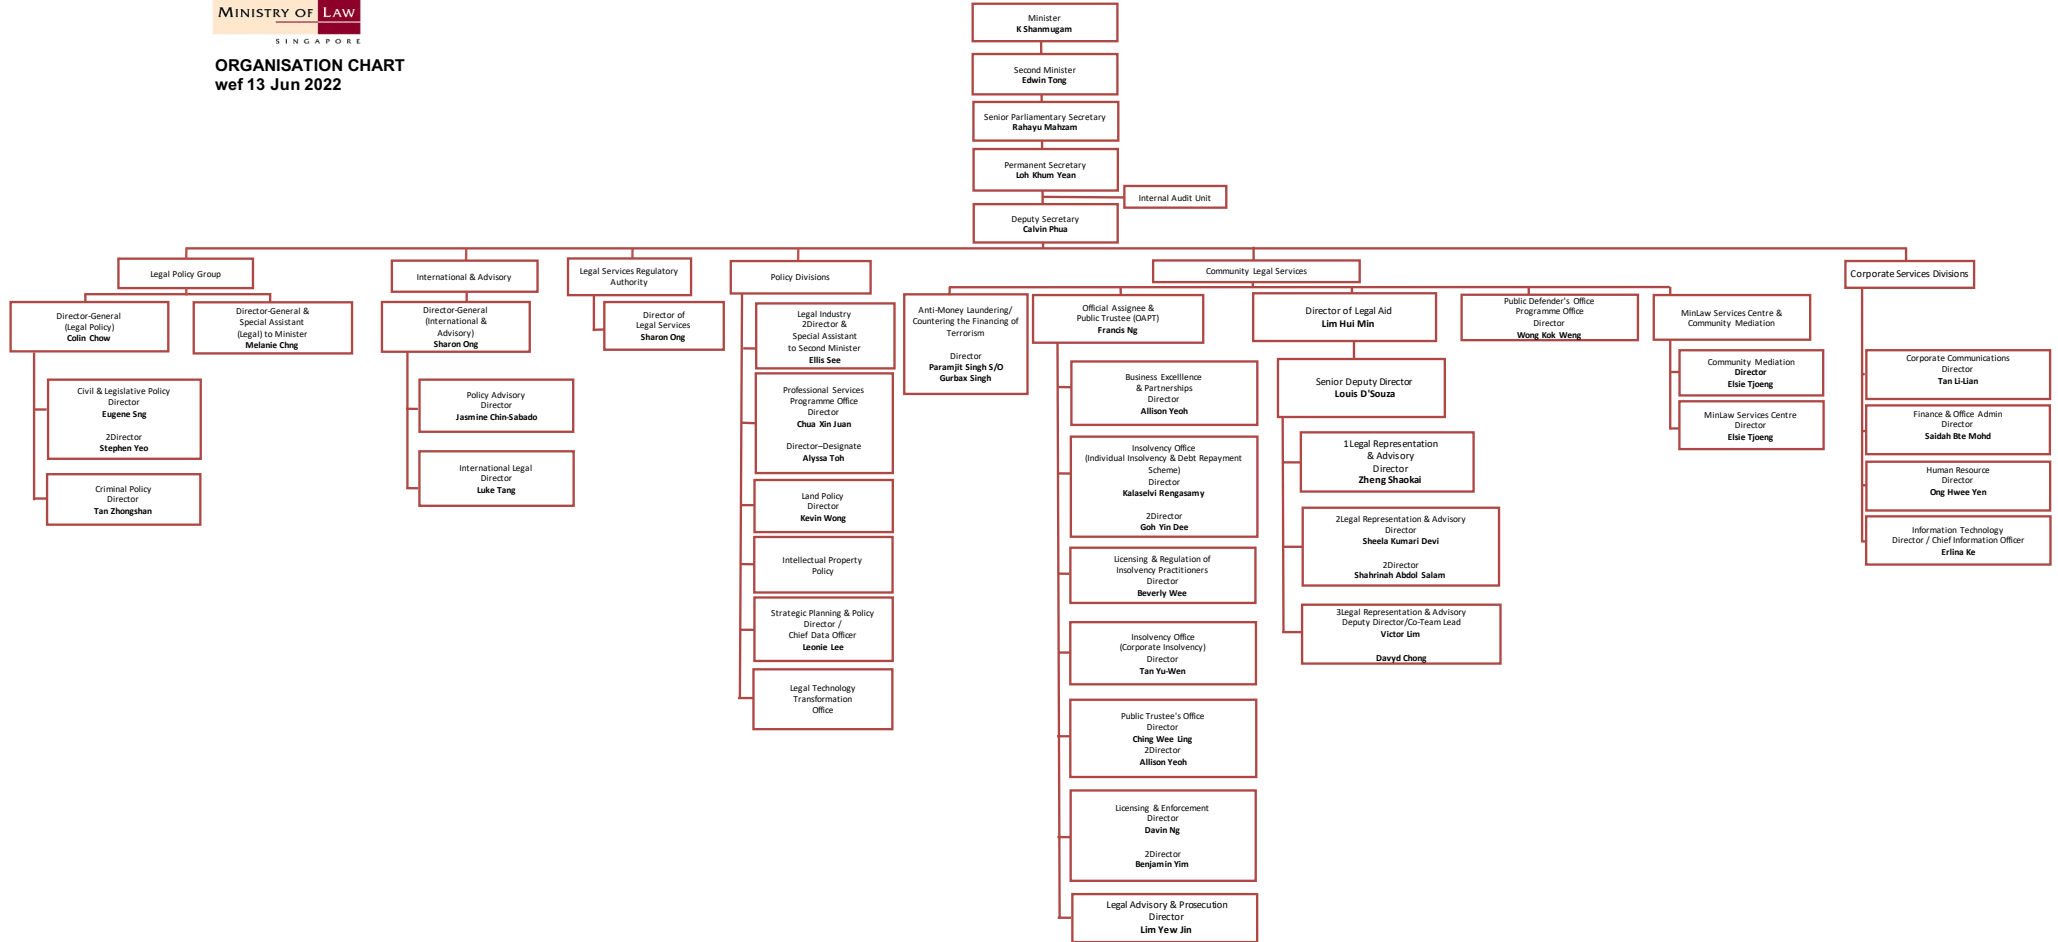 MINISTRY OF LAW
SINGAPORE
ORGANISATION CHART
wef 13 Jun 2022
Minister
K Shanmugam
Second Minister
Edwin Tong
Senior Parliamentary Secretary
Rahayu Mahzam
Permanent Secretary
Loh Khum Yean
Internal Audit Unit
Deputy Secretary
Calvin Phua
Legal Policy Group
Director-General
(Legal Policy)
Colin Chow
Director-General &
Special Assistant
(Legal) to Minister
Melanie Chng
Civil & Legislative Policy
Director
Eugene Sng
2Director
Stephen Yeo
Criminal Policy
Director
Tan Zhongshan
International & Advisory
Director-General
(International &
Advisory)
Sharon Ong
Policy Advisory
Director
Jasmine Chin-Sabado
International Legal
Director
Luke Tang
Legal Services Regulatory
Authority
Director of
Legal Services
Sharon Ong
Policy Divisions
Legal Industry
2Director &
Special Assistant
to Second Minister
Ellis See
Professional Services
Programme Office
Director
Chua Xin Juan
Director–Designate
Alyssa Toh
Land Policy
Director
Kevin Wong
Intellectual Property
Policy
Strategic Planning & Policy
Director /
Chief Data Officer
Leonie Lee
Legal Technology
Transformation
Office
Community Legal Services
Anti-Money Laundering/
Countering the Financing of
Terrorism
Director
Paramjit Singh S/O
Gurbax Singh
Official Assignee &
Public Trustee (OAPT)
Francis Ng
Business Excelllence
& Partnerships
Director
Allison Yeoh
Insolvency Office
(Individual Insolvency & Debt Repayment
Scheme)
Director
Kalaselvi Rengasamy
2Director
Goh Yin Dee
Licensing & Regulation of
Insolvency Practitioners
Director
Beverly Wee
Insolvency Office
(Corporate Insolvency)
Director
Tan Yu-Wen
Public Trustee's Office
Director
Ching Wee Ling
2Director
Allison Yeoh
Licensing & Enforcement
Director
Davin Ng
2Director
Benjamin Yim
Legal Advisory & Prosecution
Director
Lim Yew Jin
Director of Legal Aid
Lim Hui Min
Senior Deputy Director
Louis D'Souza
1Legal Representation
& Advisory
Director
Zheng Shaokai
2Legal Representation & Advisory
Director
Sheela Kumari Devi
2Director
Shahrinah Abdol Salam
3Legal Representation & Advisory
Deputy Director/Co-Team Lead
Victor Lim
Davyd Chong
Public Defender's Office
Programme Office
Director
Wong Kok Weng
MinLaw Services Centre &
Community Mediation
Community Mediation
Director
Elsie Tjoeng
MinLaw Services Centre
Director
Elsie Tjoeng
Corporate Services Divisions
Corporate Communications
Director
Tan Li-Lian
Finance & Office Admin
Director
Saidah Bte Mohd
Human Resource
Director
Ong Hwee Yen
Information Technology
Director / Chief Information Officer
Erlina Ke